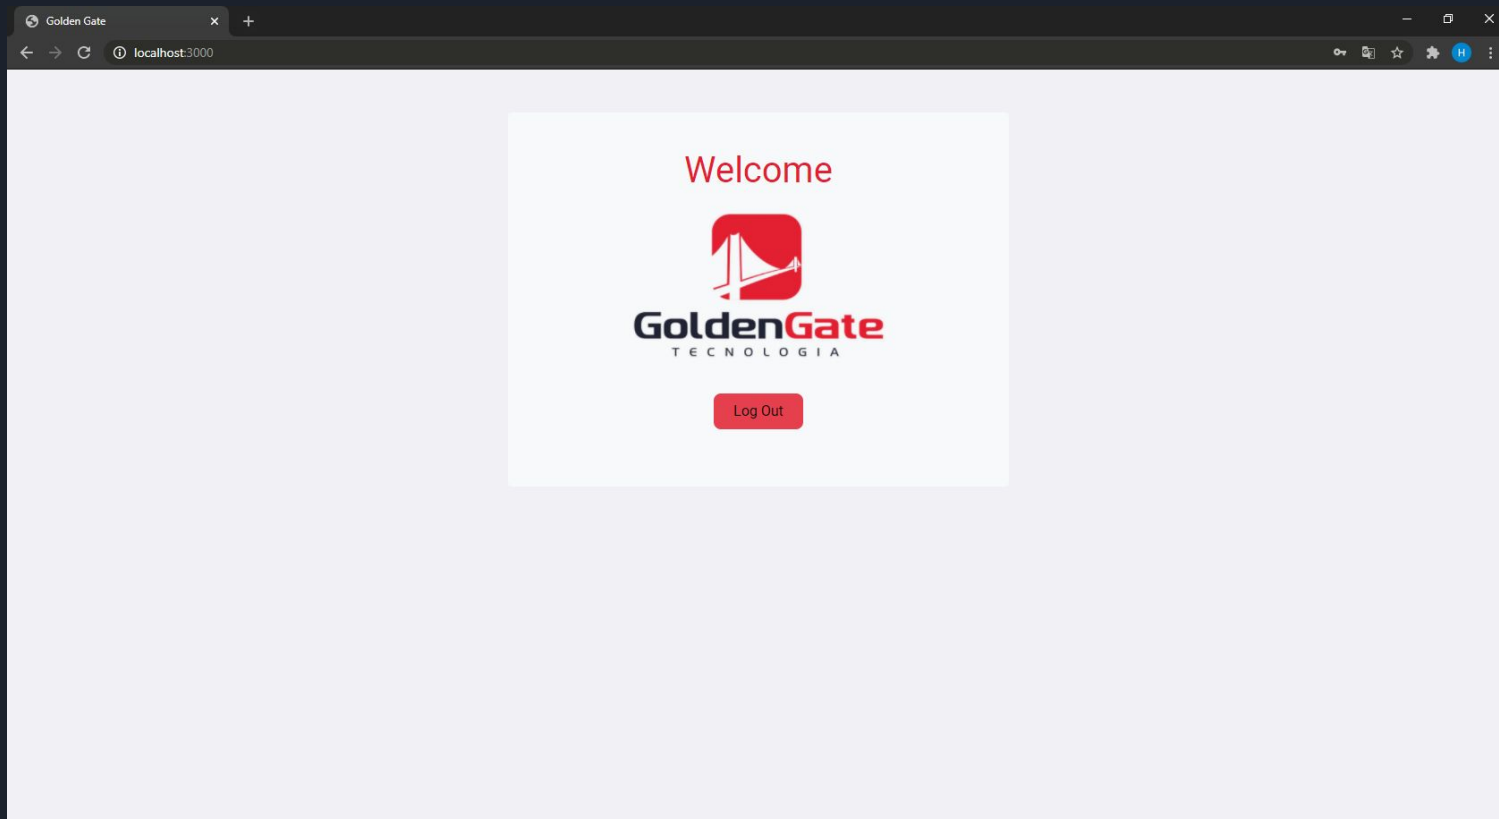 Golden Gate
localhost:3000
H
Welcome
GoldenGate
TECNOLOGIA
Log Out